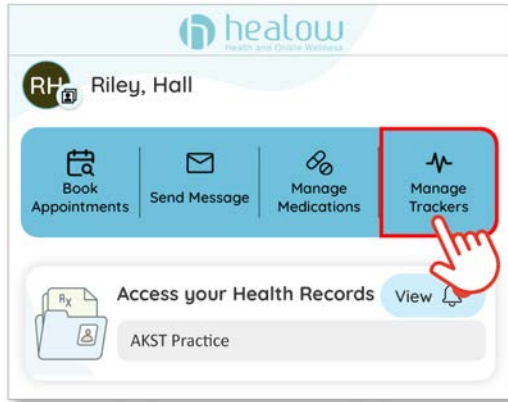 healow
Health and Online Wellness
RH Riley, Hall
Book
Appointments
Send Message
Manage
Medications
Manage
Trackers
Rx
Access your Health Records
View
AKST Practice